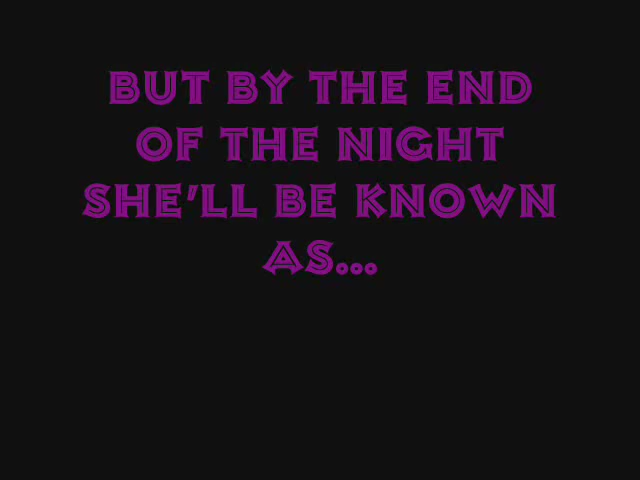 BUT BY THE END
OF THE NIGHT
SHE'LL BE KNOWN
AS...